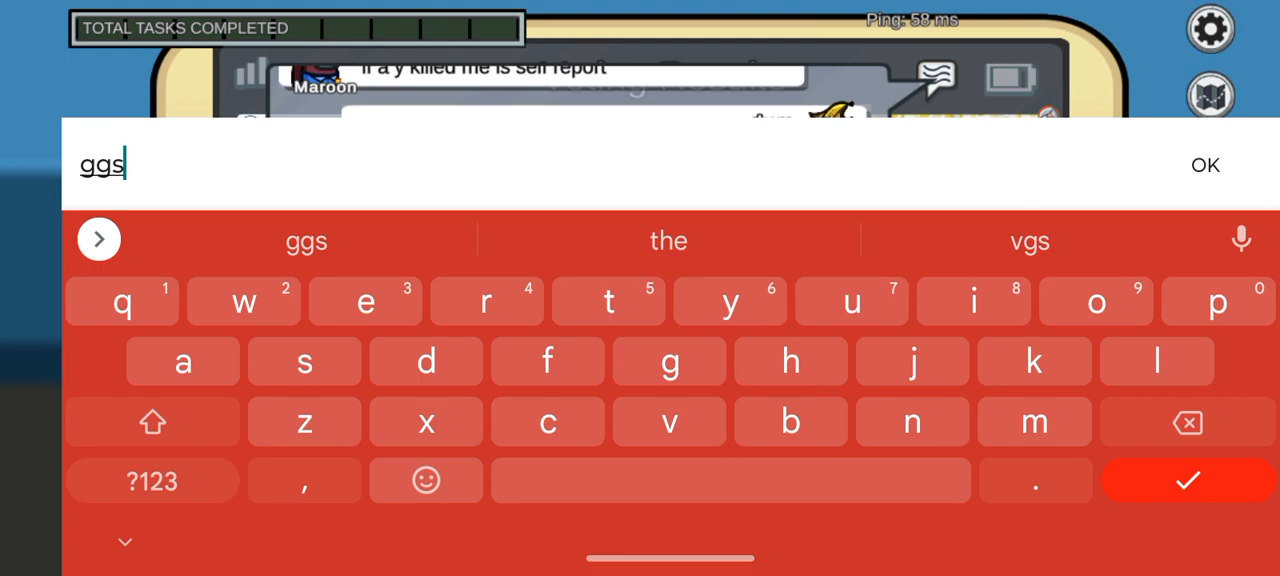 TOTAL TASKS COMPLETED
Ping: 58 ms
if a y killed me is self report
Maroon
ggs
OK
ggs the vgs
q 1 w 2 e 3 r 4 t 5 y 6 u 7 i 8 o 9 p 0
a s d f g h j k l
z x c v b n m
?123 , .